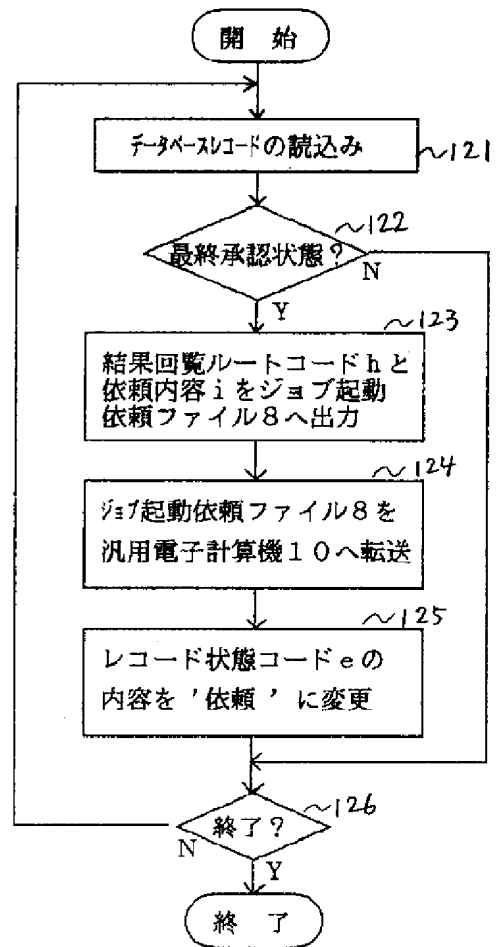 開 始
データベースレコードの読込み
～121
最終承認状態？
～122
N
Y
～123
結果回覧ルートコードｈと
依頼内容ｉをジョブ起動
依頼ファイル８へ出力
～124
ジョブ起動依頼ファイル８を
汎用電子計算機１０へ転送
～125
レコード状態コードｅの
内容を ’依頼 ’ に変更
～126
終了？
N
Y
終 了